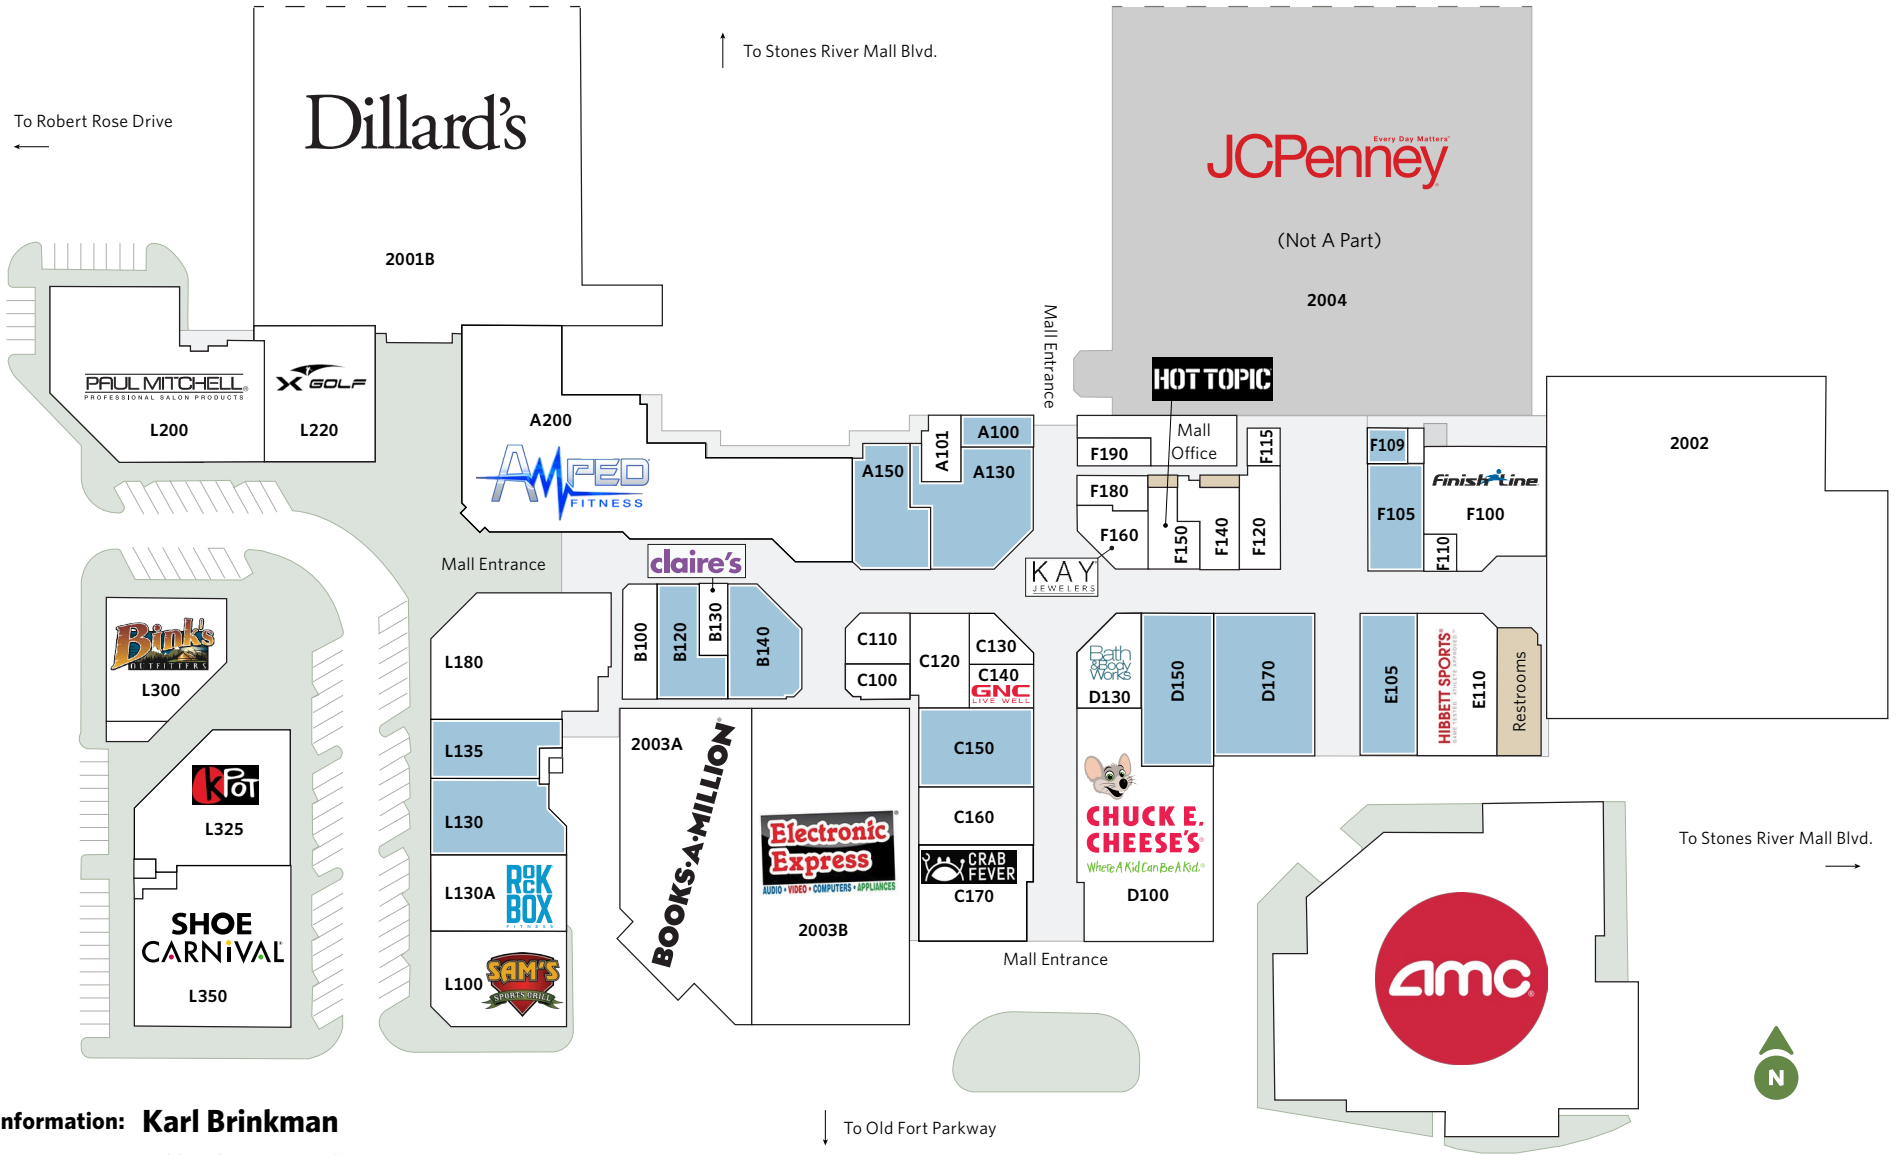 To Stones River Mall Blvd.
To Robert Rose Drive
Dillard's
2001B
Every Day Matters
JCPenney
(Not A Part)
2004
Mall Entrance
HOT TOPIC
PAUL MITCHELL
PROFESSIONAL SALON PRODUCTS
L200
X GOLF
L220
A200
AMPED
FITNESS
A150
A101
A100
A130
F190
Mall
Office
F115
F180
F160
F150
F140
F120
F109
F105
Finish Line
F100
F110
2002
Mall Entrance
claire's
KAY
JEWELERS
B100
B120
B130
B140
C110
C100
C120
C130
C140
GNC
LIVE WELL
Bath
&Body
Works
D130
D150
D170
E105
HIBBETT SPORTS
E110
Restrooms
Bink's
OUTFITTERS
L300
L180
L135
L130
L130A
ROCK
BOX
FITNESS
L100
SAM'S
SPORTS GRILL
KPOT
L325
SHOE
CARNIVAL
L350
2003A
BOOKS·A·MILLION
Electronic
Express
AUDIO • VIDEO • COMPUTERS • APPLIANCES
2003B
C150
C160
CRAB
FEVER
C170
CHUCK E.
CHEESE'S
Where A Kid Can Be A Kid.
D100
Mall Entrance
To Stones River Mall Blvd.
amc
N
To Old Fort Parkway
nformation: Karl Brinkman